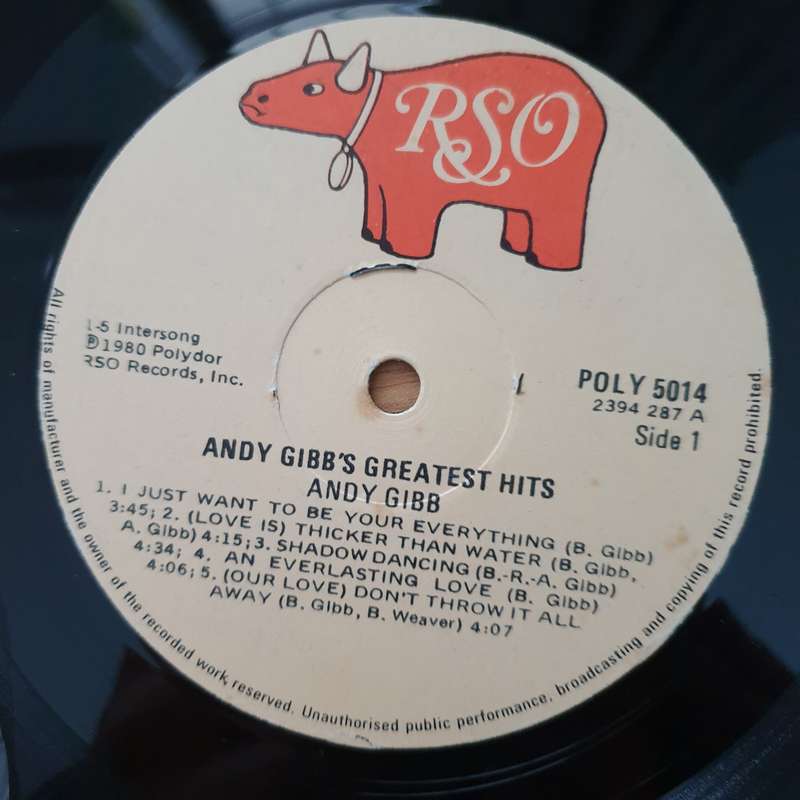 RSO
1-5 Intersong
℗1980 Polydor
RSO Records, Inc.
POLY 5014
2394 287 A
Side 1
ANDY GIBB'S GREATEST HITS
ANDY GIBB
1. I JUST WANT TO BE YOUR EVERYTHING (B. Gibb)
3:45; 2. (LOVE IS) THICKER THAN WATER (B. Gibb,
A. Gibb) 4:15; 3. SHADOW DANCING (B.-R.-A. Gibb)
4:34; 4. AN EVERLASTING LOVE (B. Gibb)
4:06; 5. (OUR LOVE) DON'T THROW IT ALL
AWAY (B. Gibb, B. Weaver) 4:07
All rights of manufacturer and the owner of the recorded work reserved. Unauthorised public performance, broadcasting and copying of this record prohibited.